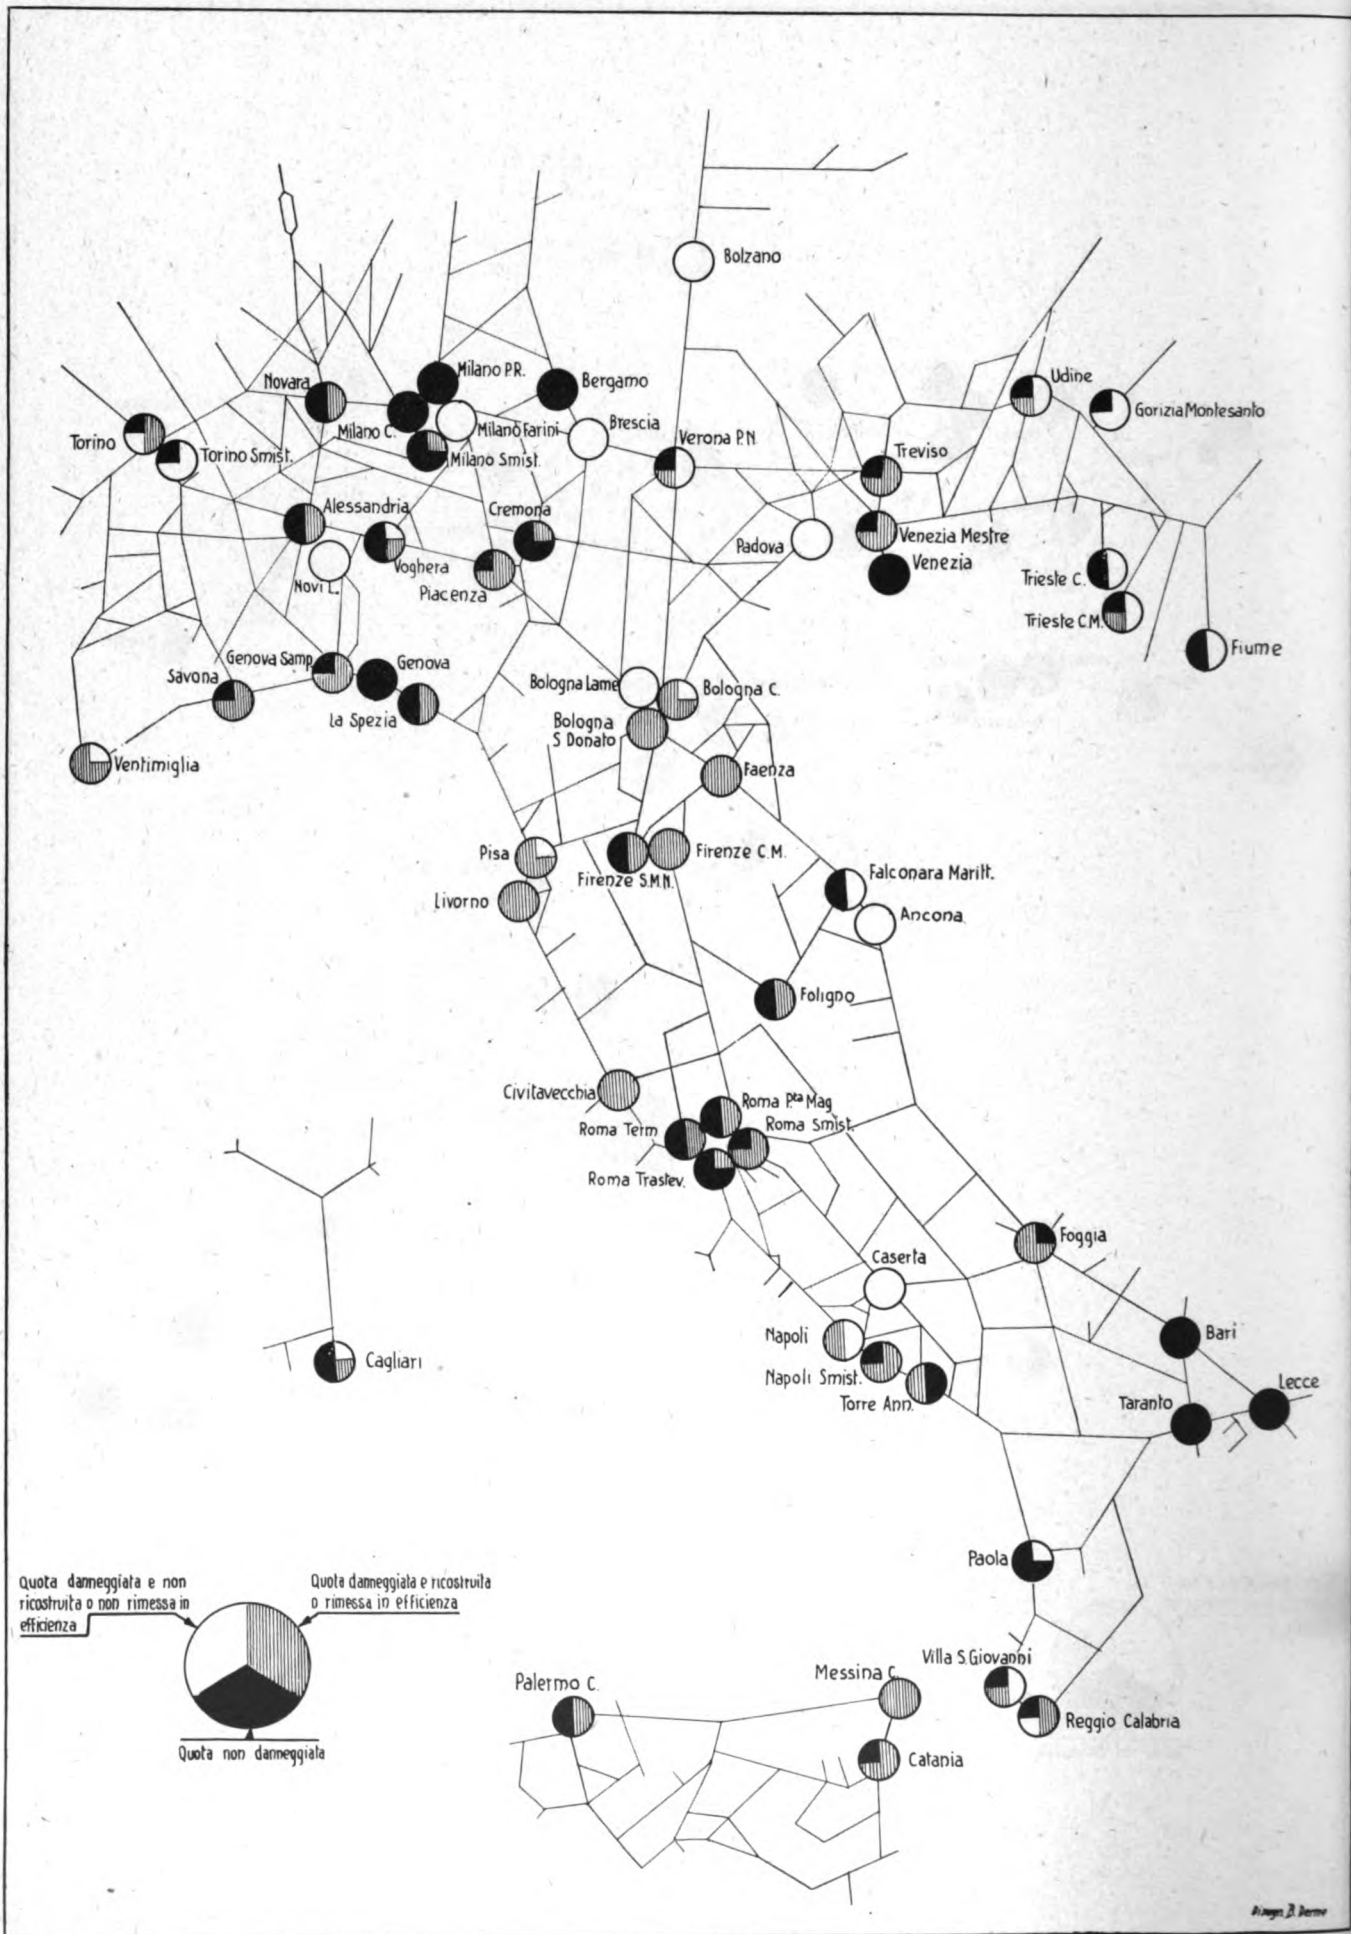 Bolzano
Milano P.R.
Bergamo
Novara
Udine
Gorizia Montesanto
Milano C.
Milano Farini
Brescia
Verona P.N.
Torino
Torino Smist.
Milano Smist.
Treviso
Alessandria
Cremona
Voghera
Padova
Venezia Mestre
Venezia
Novi L.
Piacenza
Trieste C.
Trieste C.M.
Fiume
Genova Samp.
Genova
Savona
La Spezia
Bologna Lame
Bologna C.
Bologna
S Donato
Ventimiglia
Faenza
Pisa
Firenze C.M.
Firenze S.M.N.
Falconara Maritt.
Livorno
Ancona
Foligno
Civitavecchia
Roma P.ta Mag
Roma Term
Roma Smist.
Roma Trastev.
Foggia
Caserta
Napoli
Bari
Cagliari
Napoli Smist.
Torre Ann.
Taranto
Lecce
Paola
Quota danneggiata e non
ricostruita o non rimessa in
efficienza
Quota danneggiata e ricostruita
o rimessa in efficienza
Quota non danneggiata
Villa S.Giovanni
Messina C.
Palermo C.
Reggio Calabria
Catania
Disegn. B. Derme